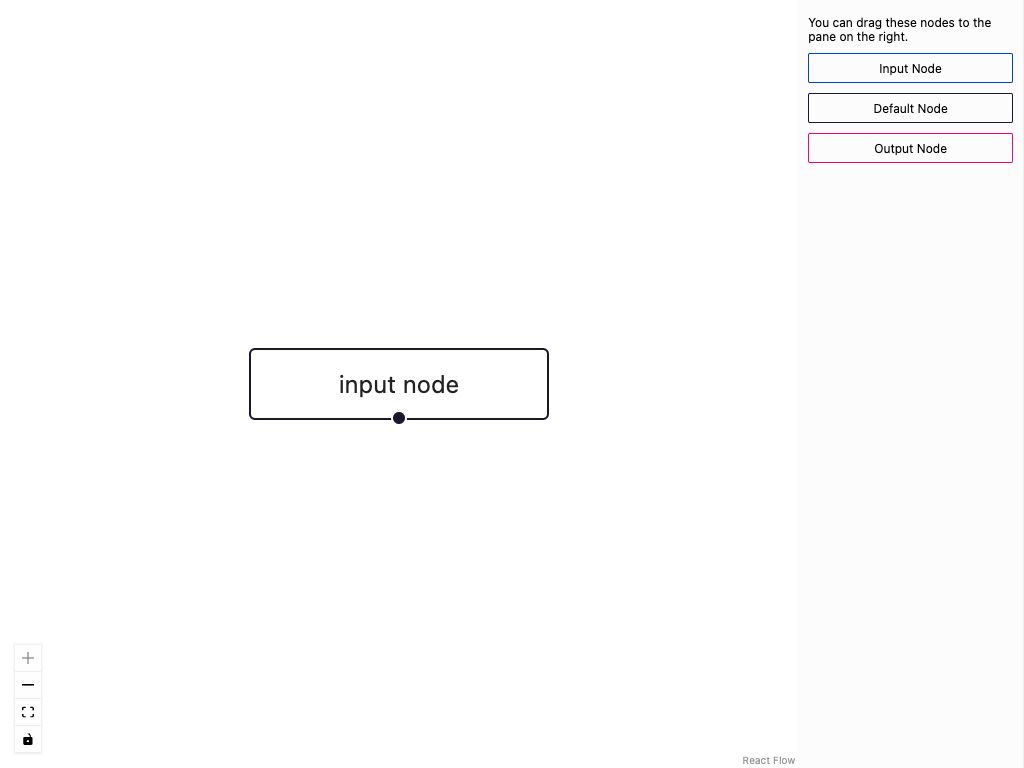 You can drag these nodes to the
pane on the right.
Input Node
Default Node
Output Node
input node
React Flow